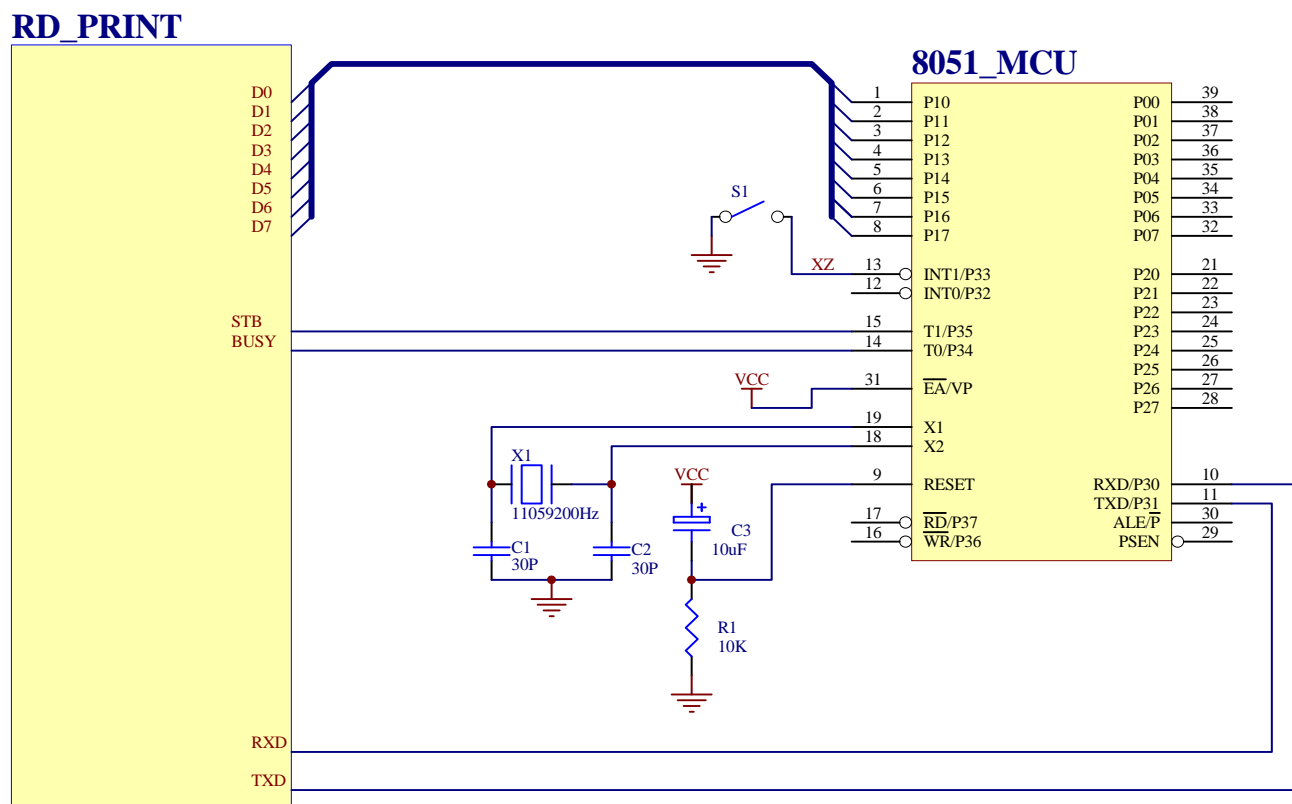 RD_PRINT
D0
D1
D2
D3
D4
D5
D6
D7
STB
BUSY
RXD
TXD
S1
XZ
VCC
X1
11059200Hz
C1
30P
C2
30P
VCC
C3
10uF
R1
10K
8051_MCU
1 P10
2 P11
3 P12
4 P13
5 P14
6 P15
7 P16
8 P17
13 INT1/P33
12 INT0/P32
15 T1/P35
14 T0/P34
31 EA/VP
19 X1
18 X2
9 RESET
17 RD/P37
16 WR/P36
P00 39
P01 38
P02 37
P03 36
P04 35
P05 34
P06 33
P07 32
P20 21
P21 22
P22 23
P23 24
P24 25
P25 26
P26 27
P27 28
RXD/P30 10
TXD/P31 11
ALE/P 30
PSEN 29